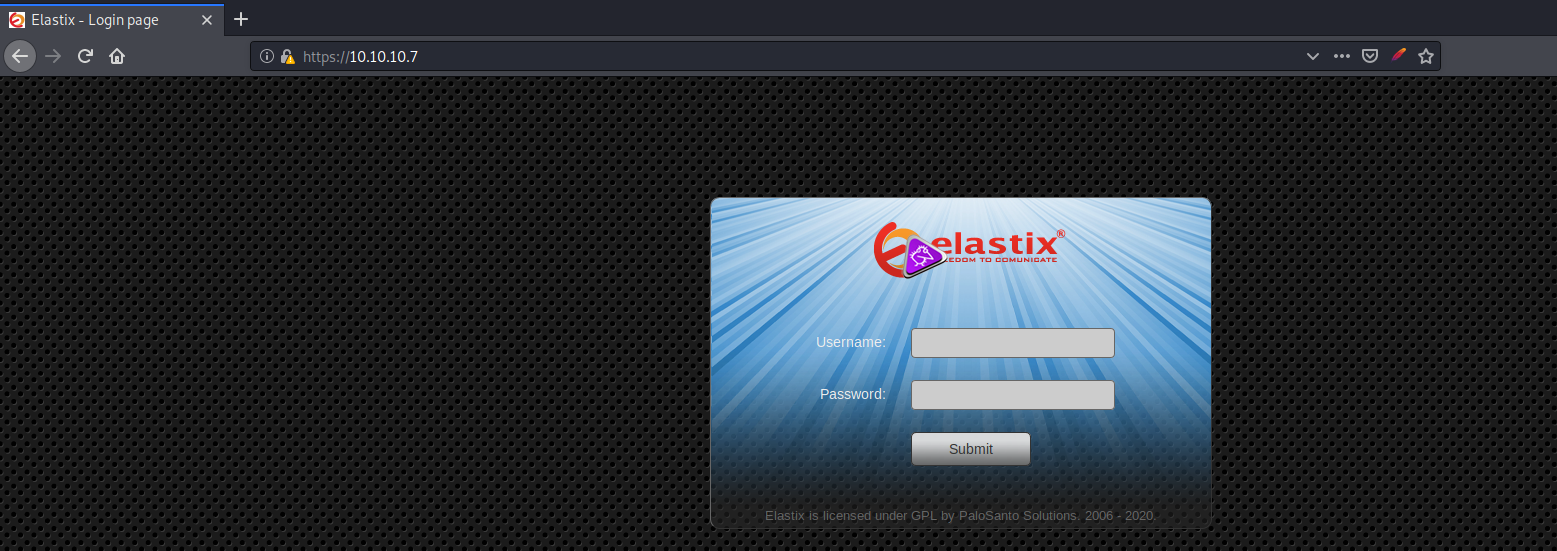 Elastix - Login page
https://10.10.10.7
elastix®
EDOM TO COMUNICATE
Username:
Password:
Submit
Elastix is licensed under GPL by PaloSanto Solutions. 2006 - 2020.